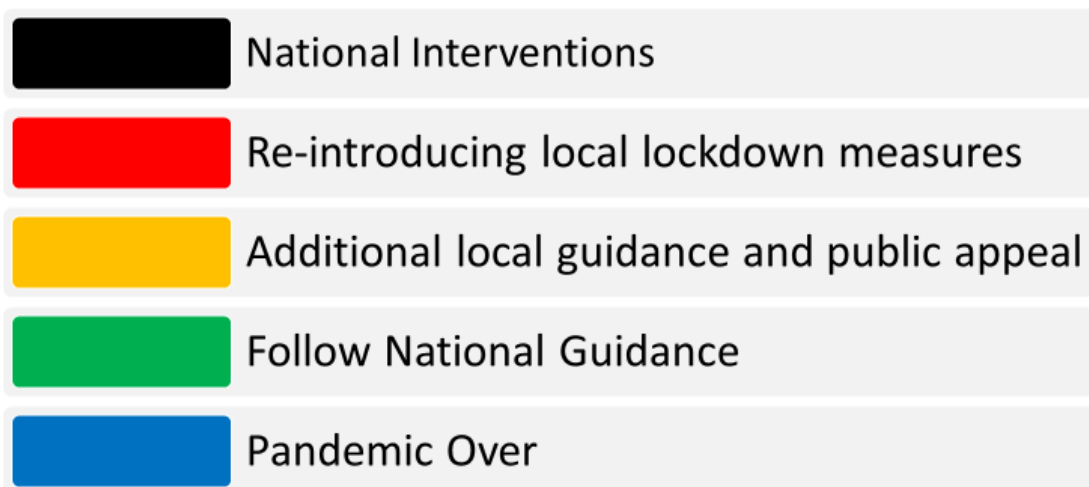 National Interventions
Re-introducing local lockdown measures
Additional local guidance and public appeal
Follow National Guidance
Pandemic Over